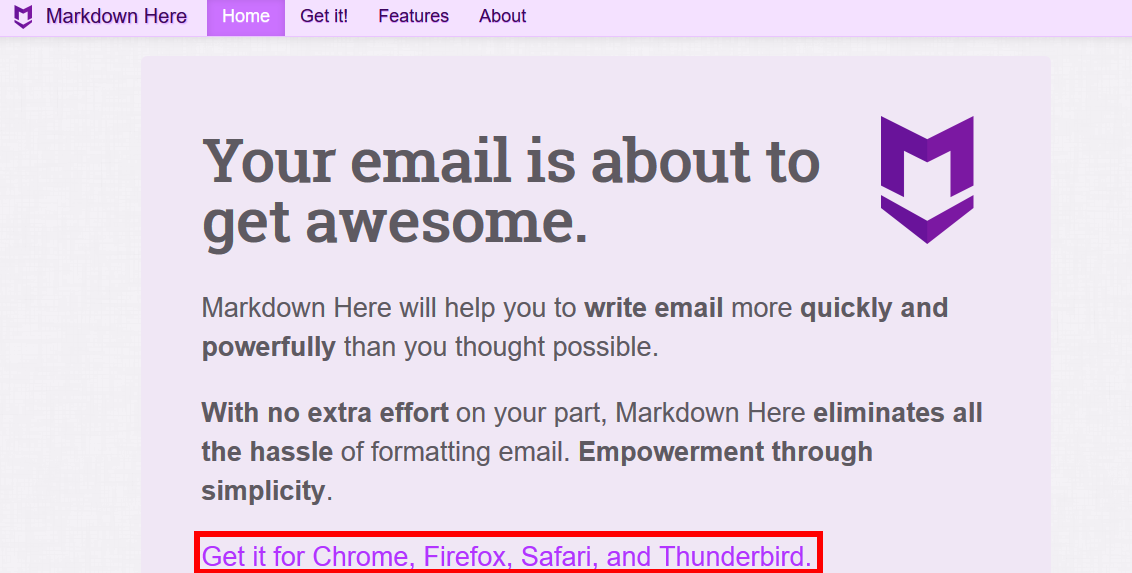 Markdown Here Home Get it! Features About
Your email is about to
get awesome.
Markdown Here will help you to write email more quickly and
powerfully than you thought possible.
With no extra effort on your part, Markdown Here eliminates all
the hassle of formatting email. Empowerment through
simplicity.
Get it for Chrome, Firefox, Safari, and Thunderbird.